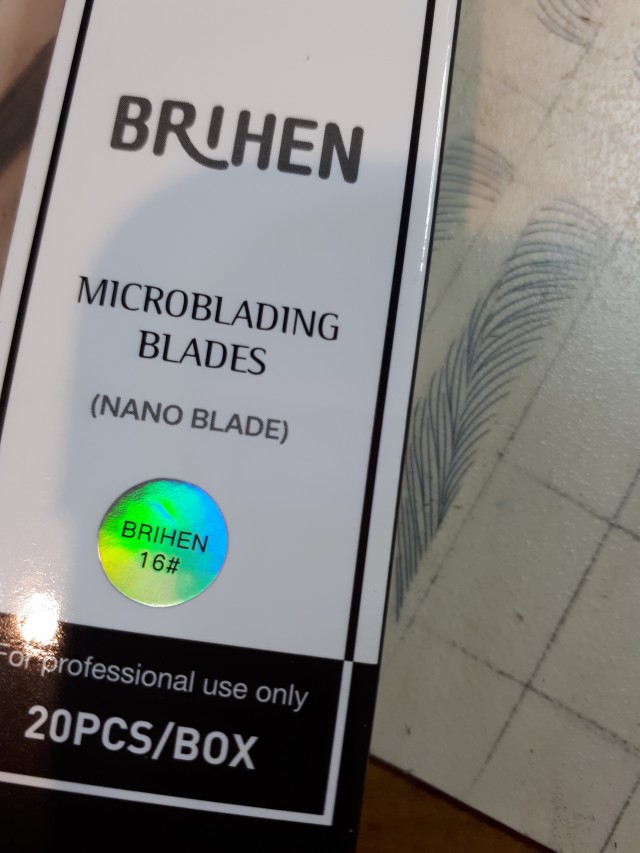 BRIHEN
MICROBLADING
BLADES
(NANO BLADE)
BRIHEN
16#
For professional use only
20PCS/BOX